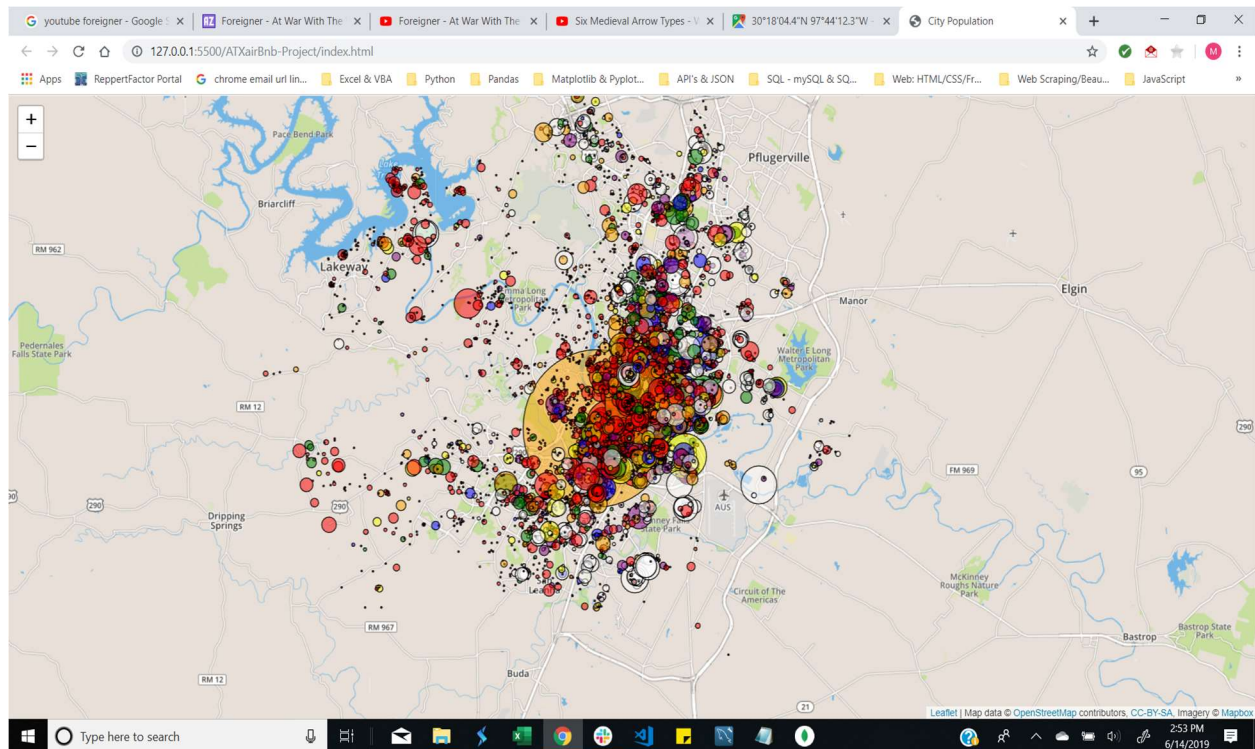 youtube foreigner - Google S
Foreigner - At War With The
Foreigner - At War With The
Six Medieval Arrow Types - V
30°18'04.4"N 97°44'12.3"W -
City Population
127.0.0.1:5500/ATXairBnb-Project/index.html
M
Apps
ReppertFactor Portal
chrome email url lin...
Excel & VBA
Python
Pandas
Matplotlib & Pyplot...
API's & JSON
SQL - mySQL & SQ...
Web: HTML/CSS/Fr...
Web Scraping/Beau...
JavaScript
»
+
−
Pace Bend Park
Pflugerville
Briarcliff
RM 962
Lakeway
Elgin
Manor
Pedernales
Falls State Park
Walter E Long
Metropolitan
Park
RM 12
290
FM 969
95
290
290
AUS
Dripping
Springs
State Park
McKinney
Roughs Nature
Park
Circuit of The
Americas
RM 967
Bastrop State
Park
Bastrop
RM 12
Buda
21
Leaflet | Map data © OpenStreetMap contributors, CC-BY-SA, Imagery © Mapbox
Type here to search
2:53 PM
6/14/2019